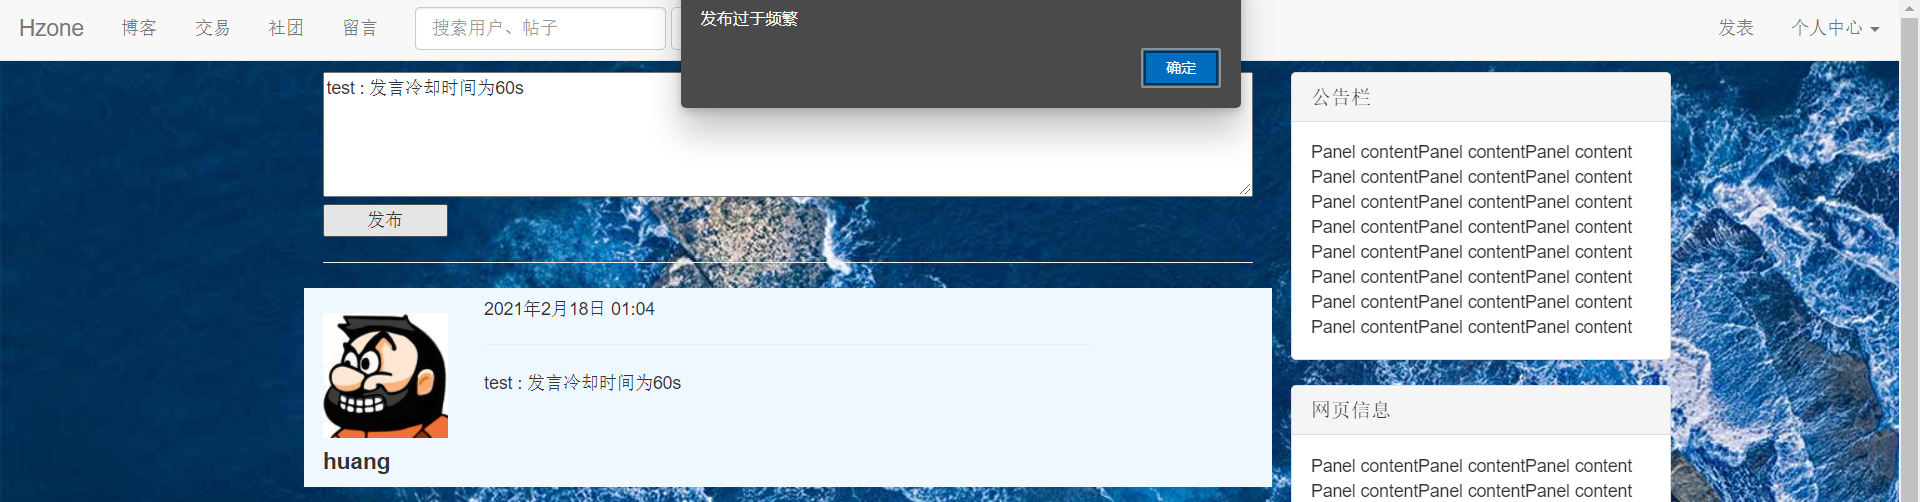 Hzone 博客 交易 社团 留言 搜索用户、帖子 发表 个人中心
发布过于频繁
确定
test : 发言冷却时间为60s
发布
2021年2月18日 01:04
test : 发言冷却时间为60s
huang
公告栏
Panel contentPanel contentPanel content
Panel contentPanel contentPanel content
Panel contentPanel contentPanel content
Panel contentPanel contentPanel content
Panel contentPanel contentPanel content
Panel contentPanel contentPanel content
Panel contentPanel contentPanel content
Panel contentPanel contentPanel content
网页信息
Panel contentPanel contentPanel content
Panel contentPanel contentPanel content